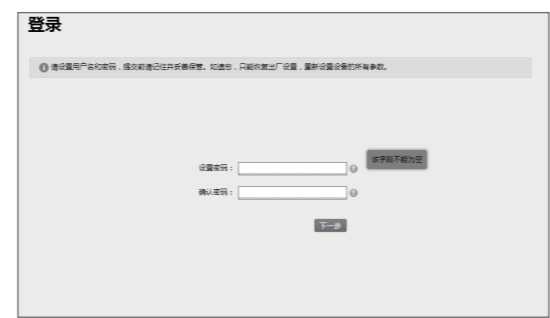 登录
请设置用户名和密码，提交前请记住并妥善保管。如遗忘，只能恢复出厂设置，重新设置设备的所有参数。
该字段不能为空
设置密码：
确认密码：
下一步